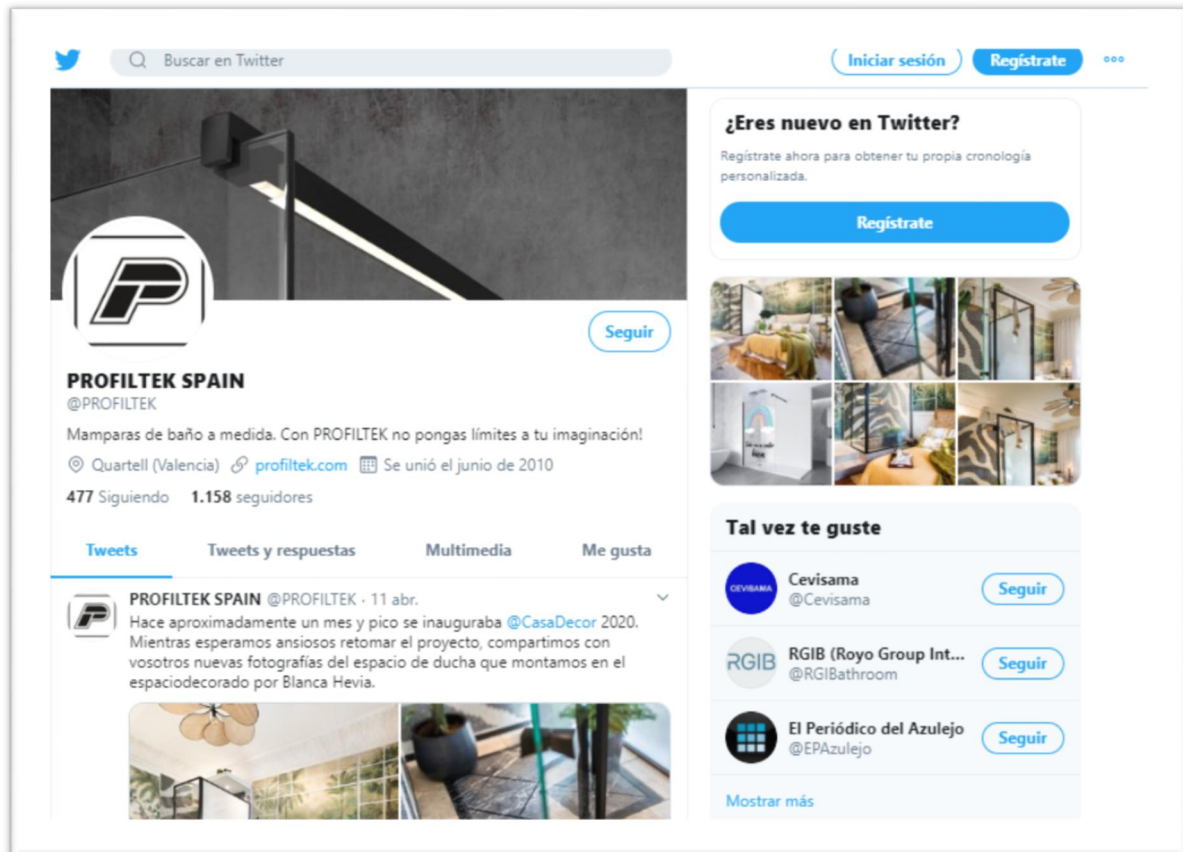 Buscar en Twitter
Iniciar sesión
Regístrate
PROFILTEK SPAIN
@PROFILTEK
Seguir
Mamparas de baño a medida. Con PROFILTEK no pongas límites a tu imaginación!
Quartell (Valencia) profiltek.com Se unió el junio de 2010
477 Siguiendo 1.158 seguidores
Tweets Tweets y respuestas Multimedia Me gusta
PROFILTEK SPAIN @PROFILTEK · 11 abr.
Hace aproximadamente un mes y pico se inauguraba @CasaDecor 2020.
Mientras esperamos ansiosos retomar el proyecto, compartimos con
vosotros nuevas fotografías del espacio de ducha que montamos en el
espaciodecorado por Blanca Hevia.
¿Eres nuevo en Twitter?
Regístrate ahora para obtener tu propia cronología
personalizada.
Regístrate
Tal vez te guste
CEVISAMA
Cevisama
@Cevisama
Seguir
RGIB
RGIB (Royo Group Int...
@RGIBathroom
Seguir
El Periódico del Azulejo
@EPAzulejo
Seguir
Mostrar más